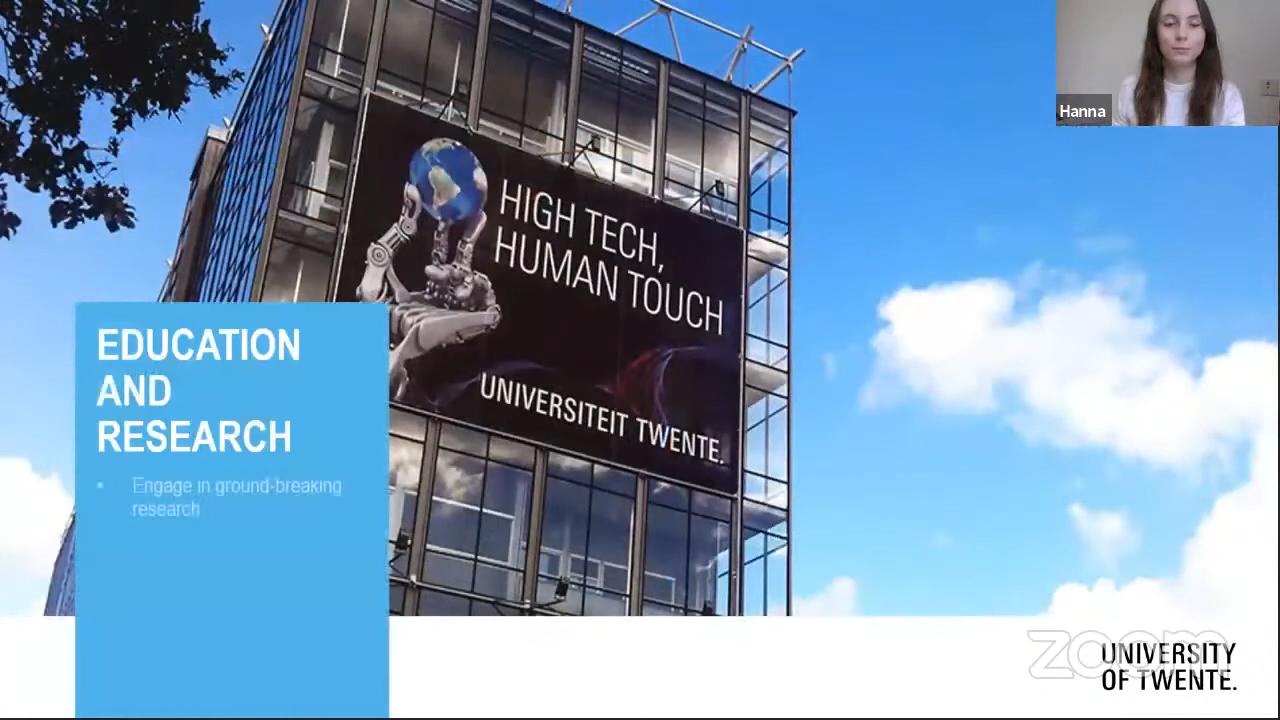 Hanna
HIGH TECH,
HUMAN TOUCH
UNIVERSITEIT TWENTE.
EDUCATION
AND
RESEARCH
• Engage in ground-breaking
research
zoom
UNIVERSITY
OF TWENTE.